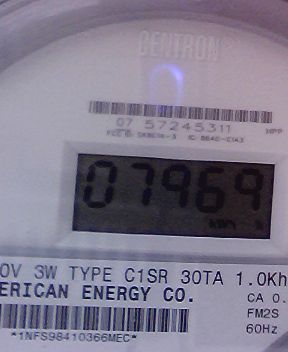 CENTRON
07 57245311 MPP
07969
0V 3W TYPE C1SR 30TA 1.0Kh
ERICAN ENERGY CO.
CA 0.
FM2S
60Hz
*1NFS98410366MEC*